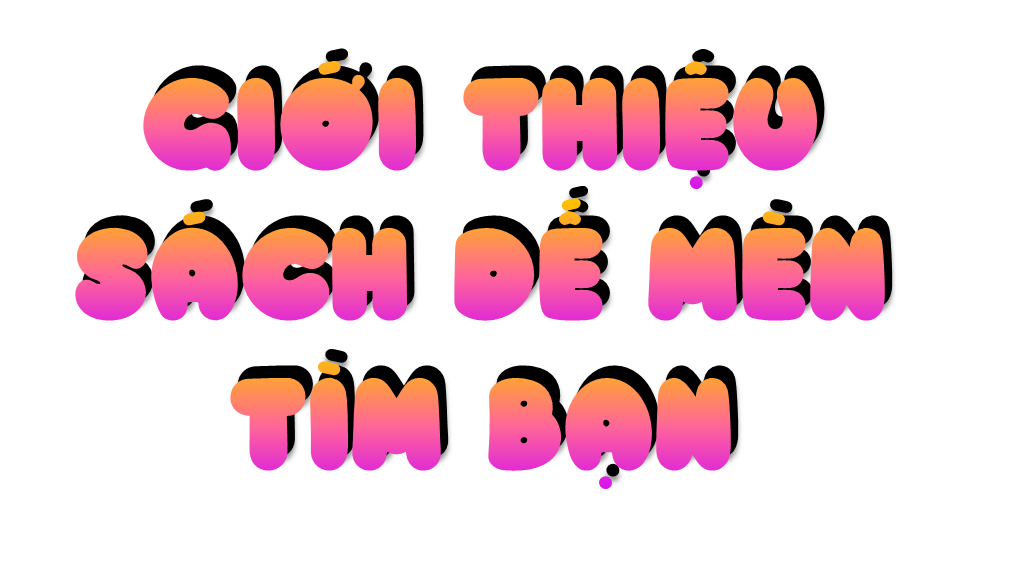 GIỚI THIỆU
SÁCH DẾ MÈN
TÌM BẠN